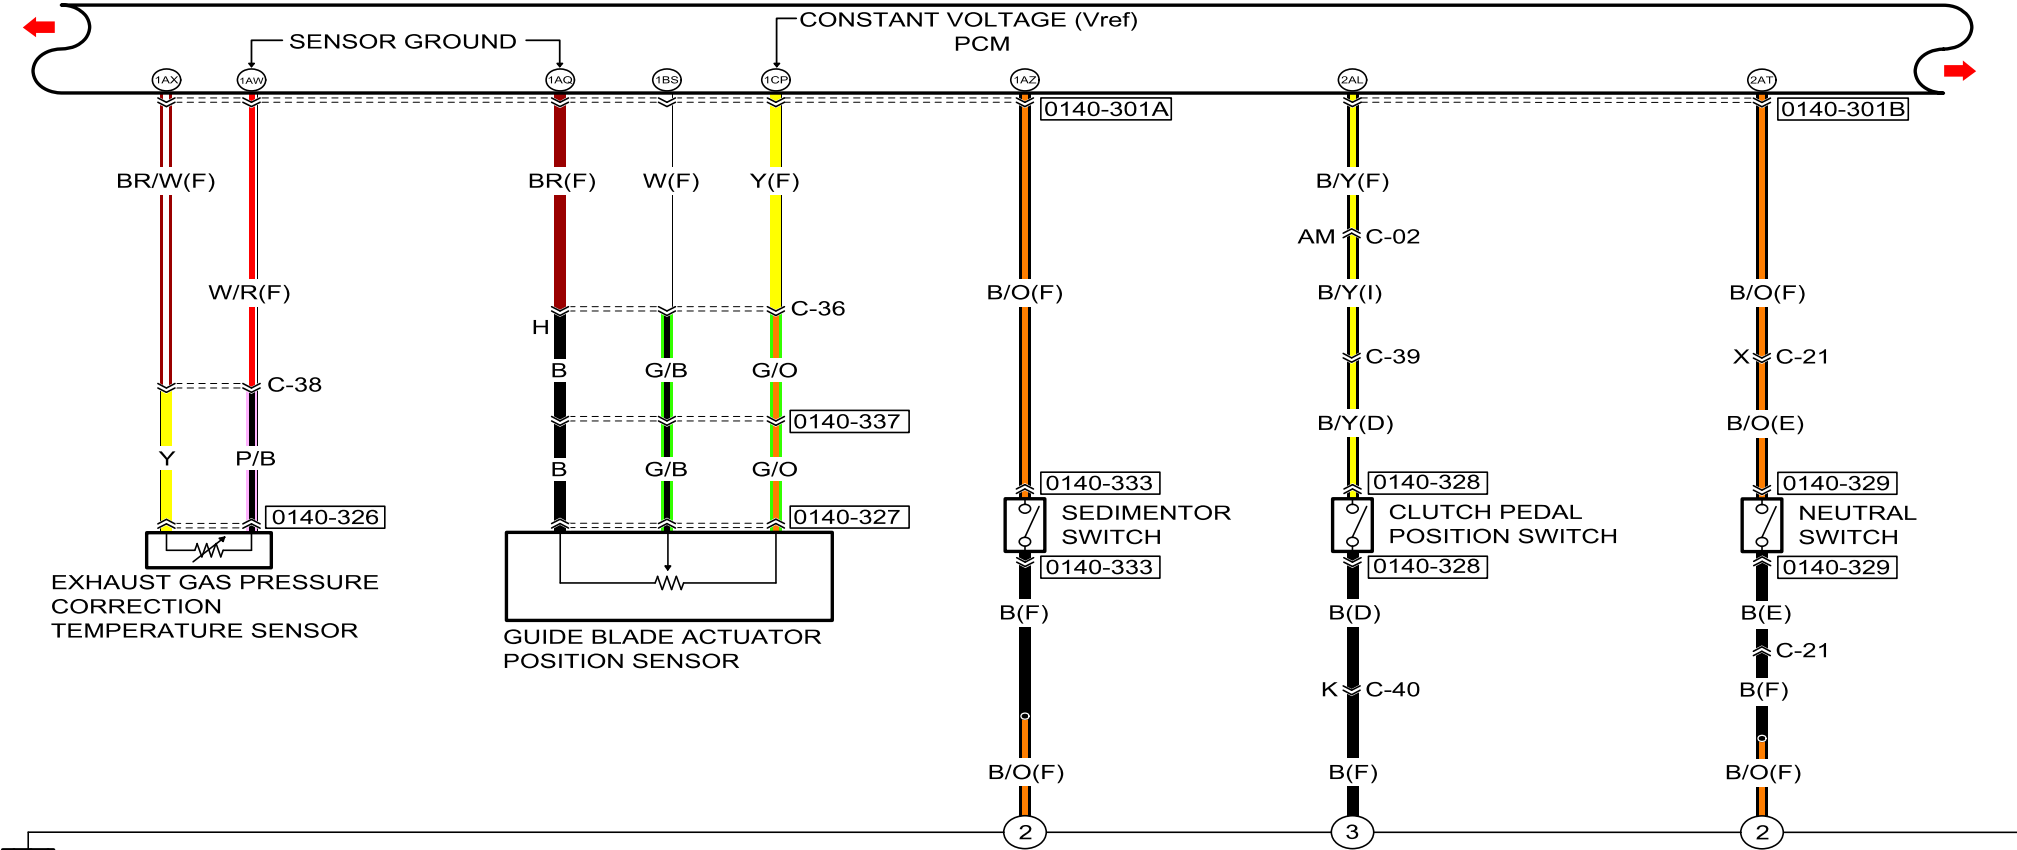 CONSTANT VOLTAGE (Vref)
PCM
SENSOR GROUND
1AX
1AW
1AQ
1BS
1CP
1AZ
2AL
2AT
0140-301A
0140-301B
BR/W(F)
BR(F)
W(F)
Y(F)
B/Y(F)
AM
C-02
W/R(F)
B/O(F)
B/Y(I)
B/O(F)
C-36
H
C-39
X
C-21
B
G/B
G/O
C-38
0140-337
B/Y(D)
B/O(E)
Y
P/B
B
G/B
G/O
0140-333
0140-328
0140-329
0140-326
0140-327
SEDIMENTOR
SWITCH
CLUTCH PEDAL
POSITION SWITCH
NEUTRAL
SWITCH
0140-333
0140-328
0140-329
EXHAUST GAS PRESSURE
CORRECTION
TEMPERATURE SENSOR
GUIDE BLADE ACTUATOR
POSITION SENSOR
B(F)
B(D)
B(E)
C-21
K
C-40
B(F)
B/O(F)
B(F)
B/O(F)
2
3
2